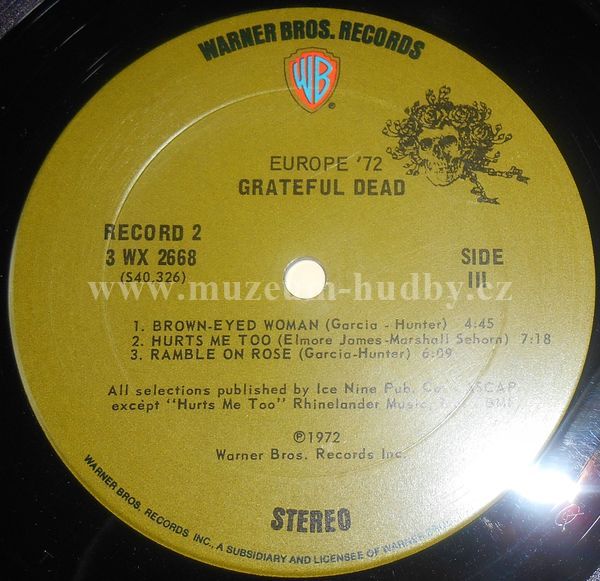 WARNER BROS. RECORDS
WB
®
EUROPE '72
GRATEFUL DEAD
RECORD 2
3 WX 2668
(S40,326)
SIDE
III
www.muzeum-hudby.cz
1. BROWN-EYED WOMAN (Garcia - Hunter) 4:45
2. HURTS ME TOO (Elmore James-Marshall Sehorn) 7:18
3. RAMBLE ON ROSE (Garcia-Hunter) 6:09
All selections published by Ice Nine Pub. ASCAP
except "Hurts Me Too" Rhinelander Music, BMI
℗1972
Warner Bros. Records Inc.
STEREO
WARNER BROS. RECORDS INC., A SUBSIDIARY AND LICENSEE OF WARNER BROS.